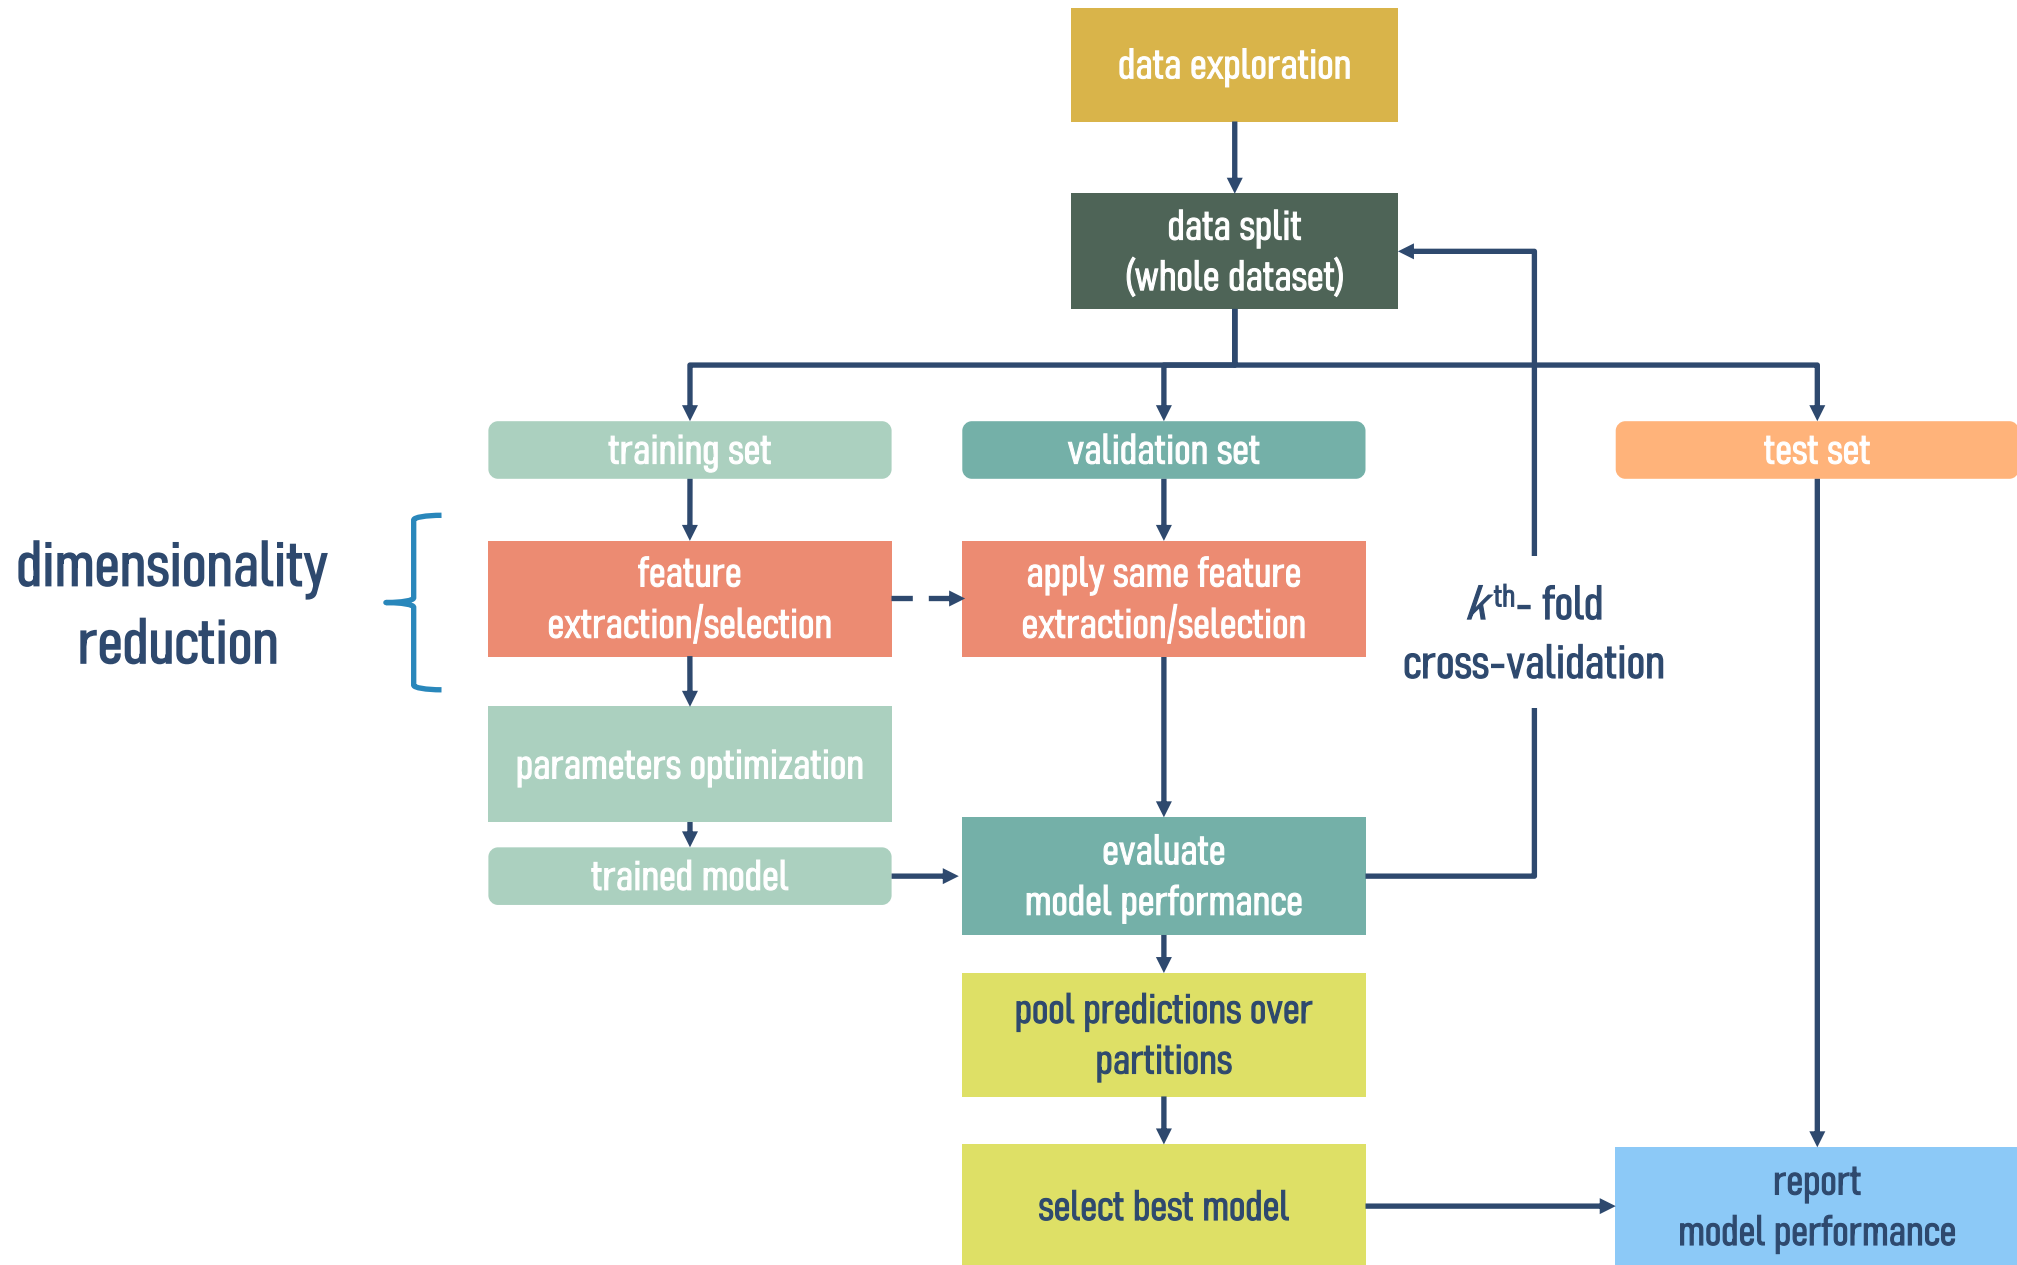 data exploration
data split
(whole dataset)
training set
validation set
test set
dimensionality
reduction
feature
extraction/selection
apply same feature
extraction/selection
kth- fold
cross-validation
parameters optimization
trained model
evaluate
model performance
pool predictions over
partitions
select best model
report
model performance